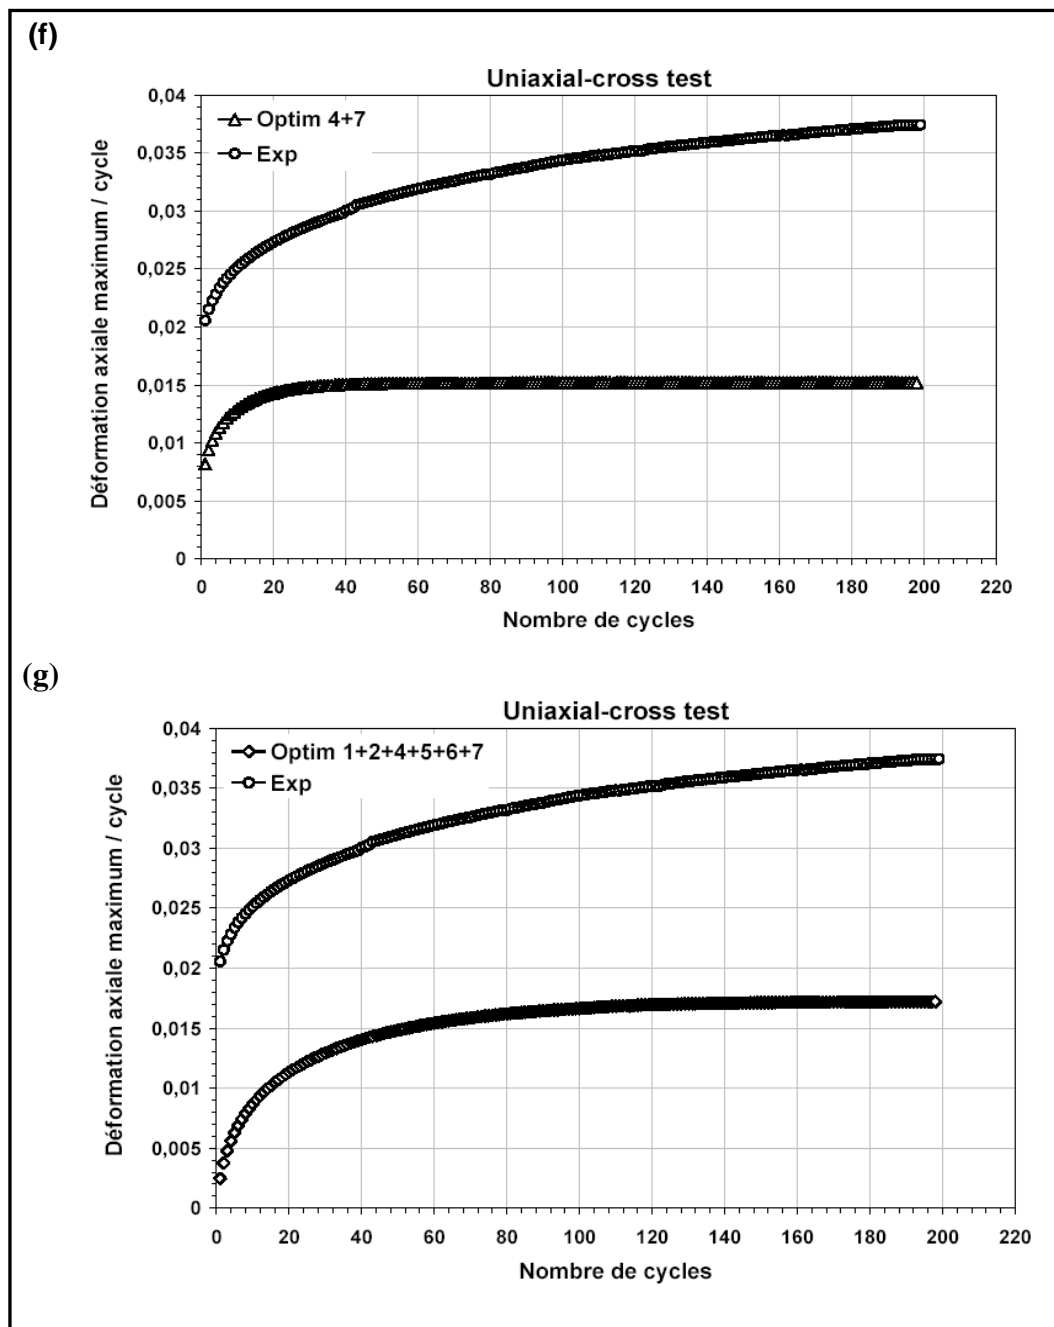 (f)
Uniaxial-cross test
0,04
0,035
0,03
0,025
0,02
0,015
0,01
0,005
0
Optim 4+7
Exp
Déformation axiale maximum / cycle
0 20 40 60 80 100 120 140 160 180 200 220
Nombre de cycles
(g)
Uniaxial-cross test
0,04
0,035
0,03
0,025
0,02
0,015
0,01
0,005
0
Optim 1+2+4+5+6+7
Exp
Déformation axiale maximum / cycle
0 20 40 60 80 100 120 140 160 180 200 220
Nombre de cycles